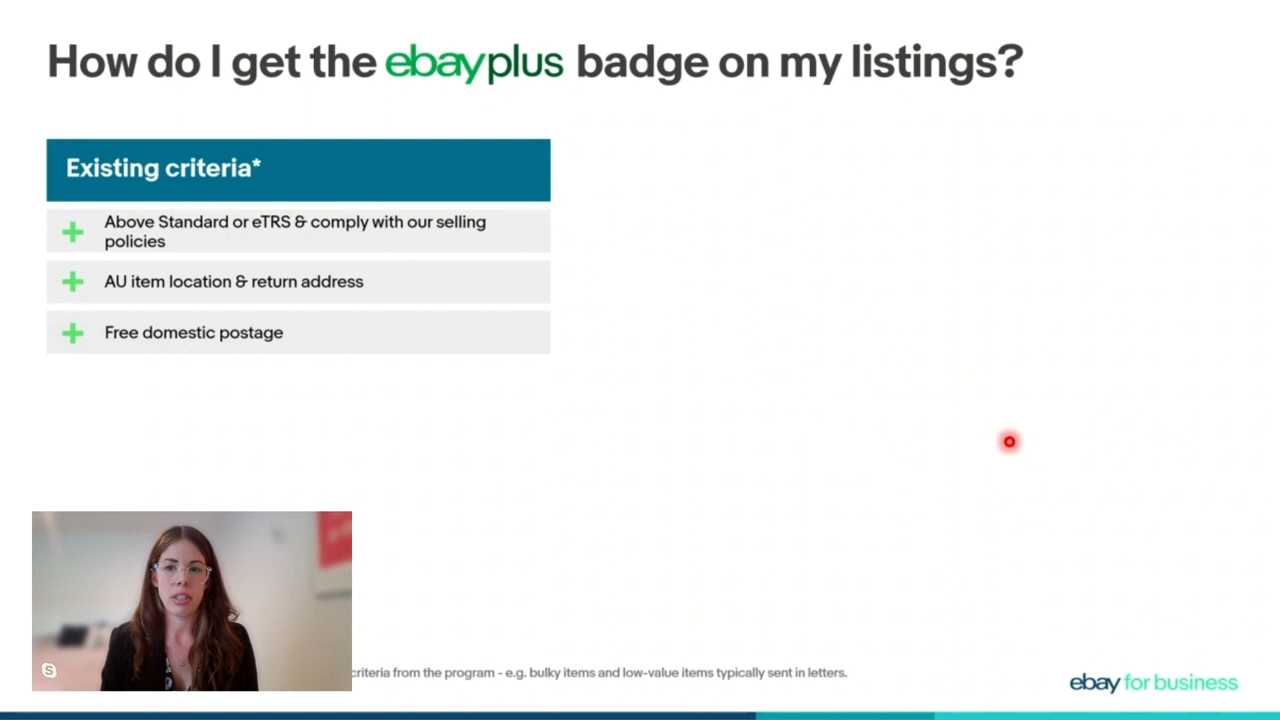 How do I get the ebayplus badge on my listings?
Existing criteria*
Above Standard or eTRS & comply with our selling
policies
AU item location & return address
Free domestic postage
criteria from the program - e.g. bulky items and low-value items typically sent in letters.
ebay for business
S